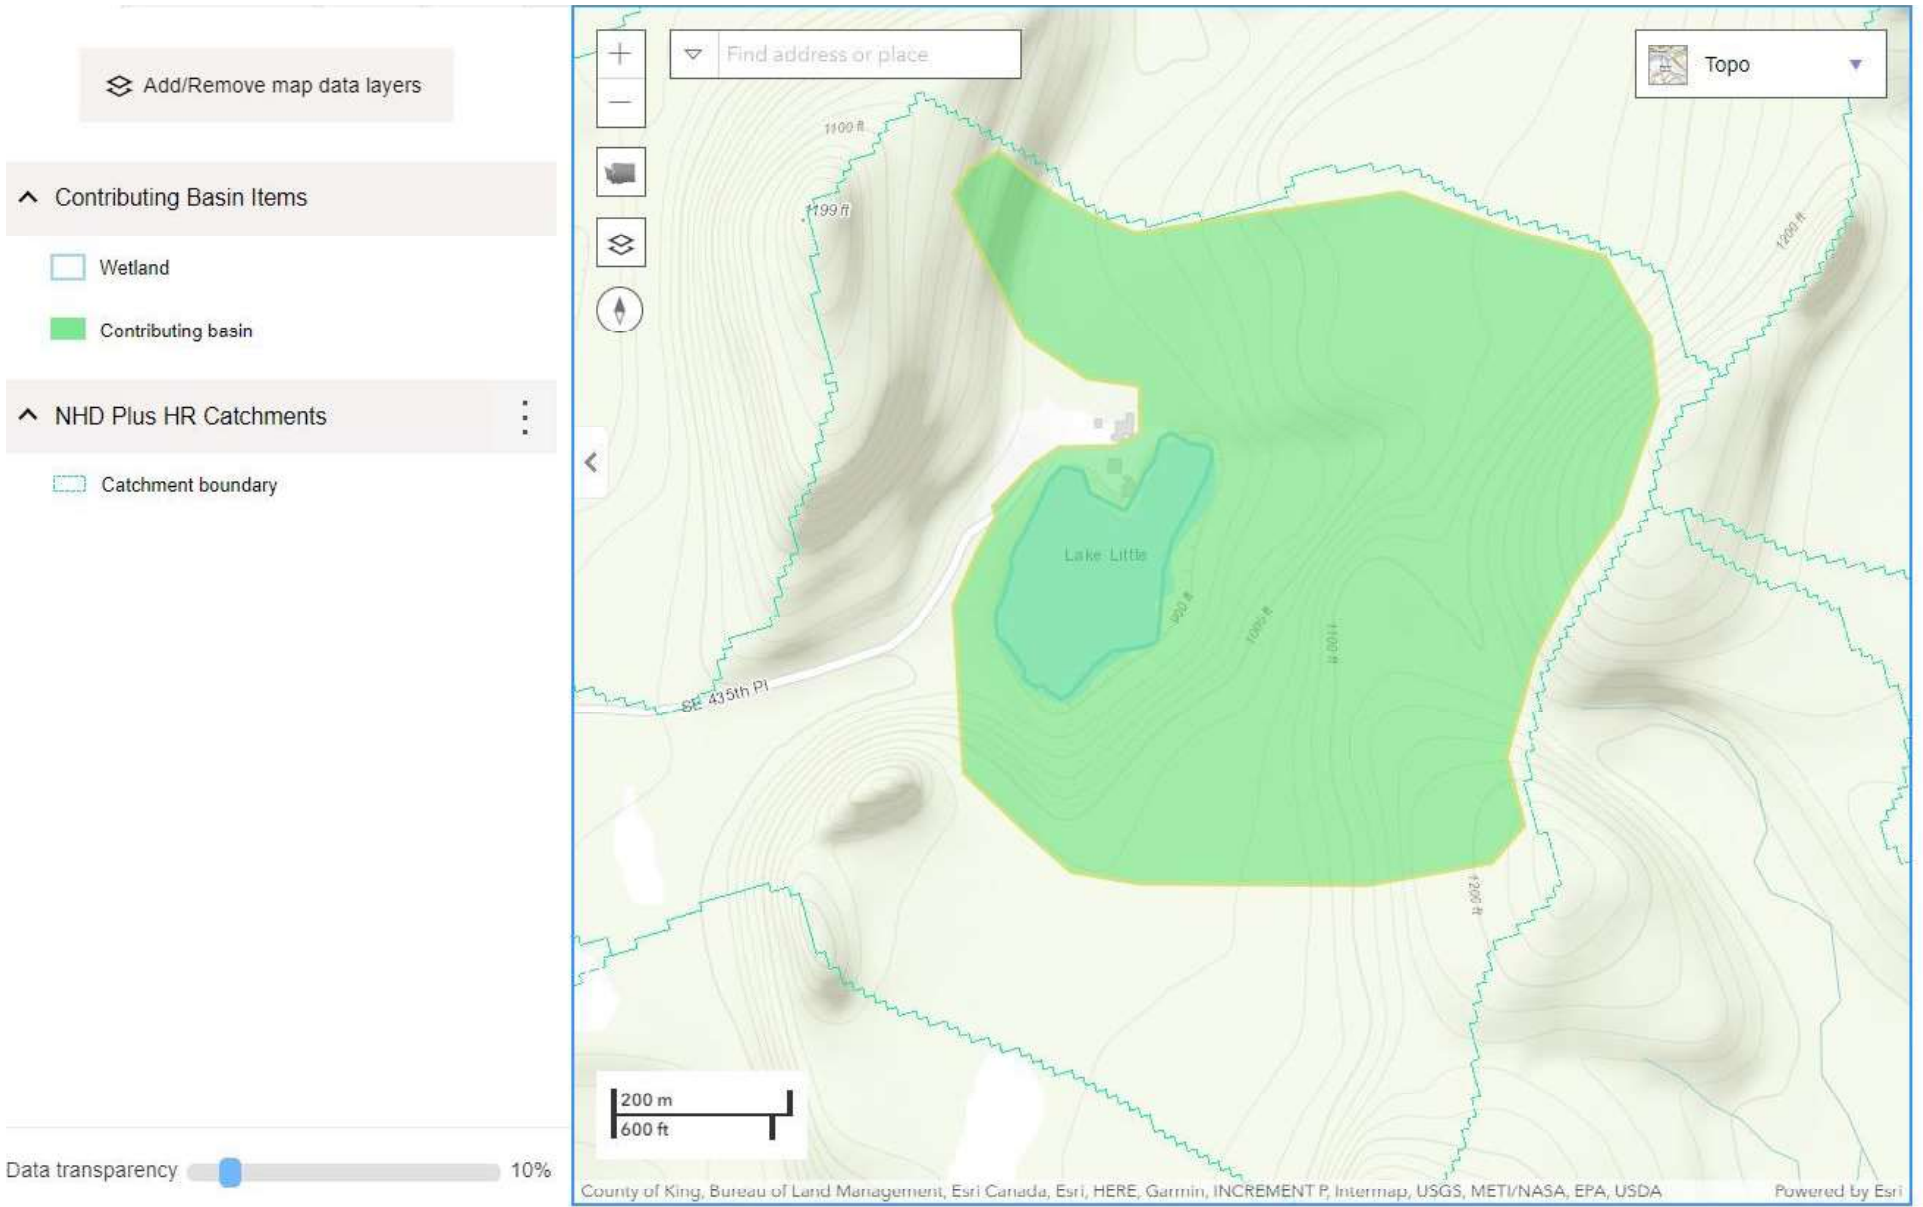 Add/Remove map data layers
Contributing Basin Items
Wetland
Contributing basin
NHD Plus HR Catchments
Catchment boundary
Data transparency
10%
Find address or place
Topo
1100 ft
1199 ft
1200 ft
Lake Little
900 ft
1000 ft
1100 ft
SE 435th Pl
1200 ft
200 m
600 ft
County of King, Bureau of Land Management, Esri Canada, Esri, HERE, Garmin, INCREMENT P, Intermap, USGS, METI/NASA, EPA, USDA
Powered by Esri